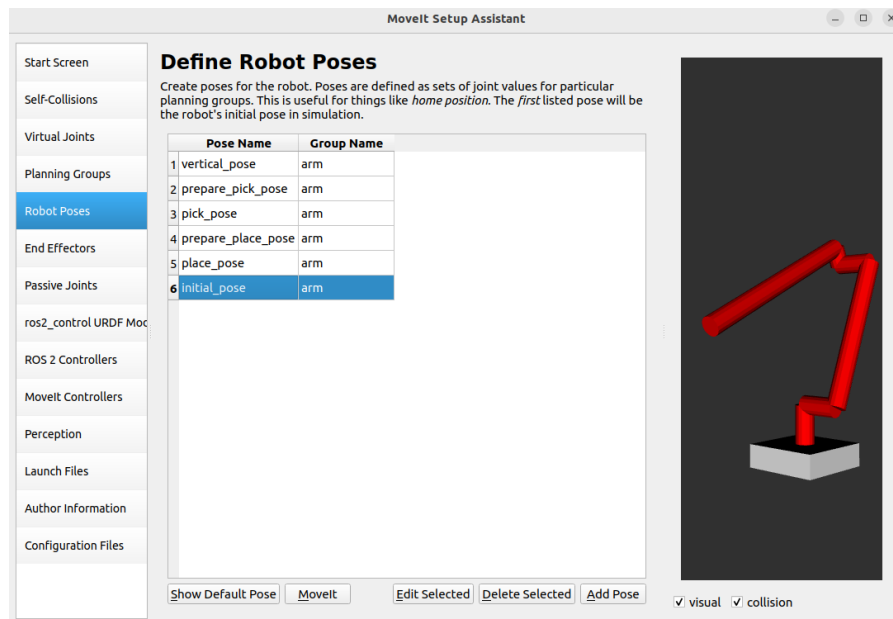 MoveIt Setup Assistant
Start Screen
Self-Collisions
Virtual Joints
Planning Groups
Robot Poses
End Effectors
Passive Joints
ros2_control URDF Moc
ROS 2 Controllers
MoveIt Controllers
Perception
Launch Files
Author Information
Configuration Files
Define Robot Poses
Create poses for the robot. Poses are defined as sets of joint values for particular
planning groups. This is useful for things like home position. The first listed pose will be
the robot's initial pose in simulation.
Pose Name Group Name
1 vertical_pose arm
2 prepare_pick_pose arm
3 pick_pose arm
4 prepare_place_pose arm
5 place_pose arm
6 initial_pose arm
Show Default Pose MoveIt Edit Selected Delete Selected Add Pose
visual collision